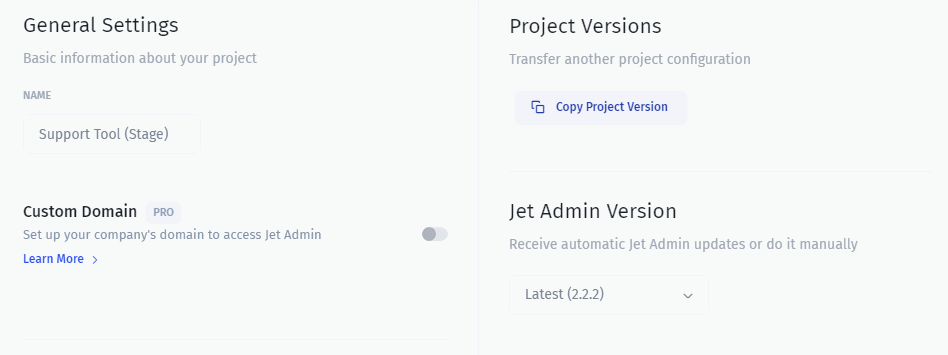 General Settings
Basic information about your project
NAME
Support Tool (Stage)
Custom Domain PRO
Set up your company's domain to access Jet Admin
Learn More
Project Versions
Transfer another project configuration
Copy Project Version
Jet Admin Version
Receive automatic Jet Admin updates or do it manually
Latest (2.2.2)